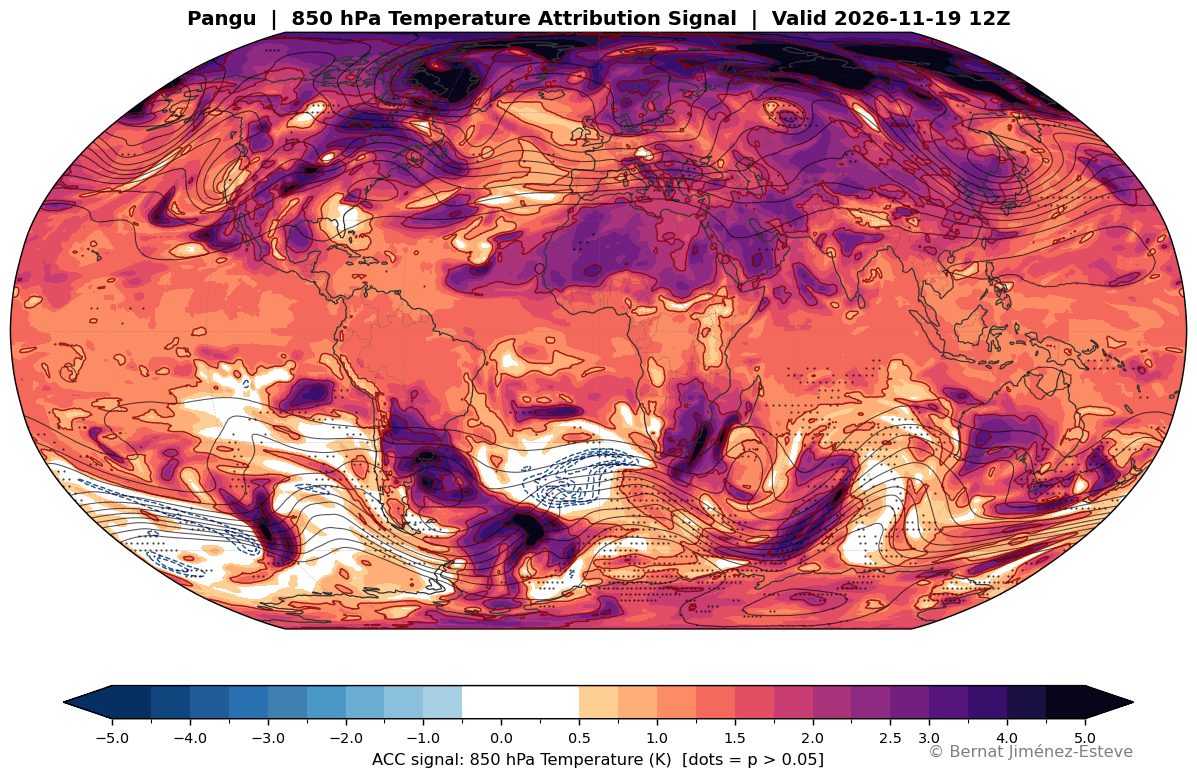 Pangu | 850 hPa Temperature Attribution Signal | Valid 2026-11-19 12Z
−5.0 −4.0 −3.0 −2.0 −1.0 0.0 0.5 1.0 1.5 2.0 2.5 3.0 4.0 5.0
ACC signal: 850 hPa Temperature (K) [dots = p > 0.05]
© Bernat Jiménez-Esteve